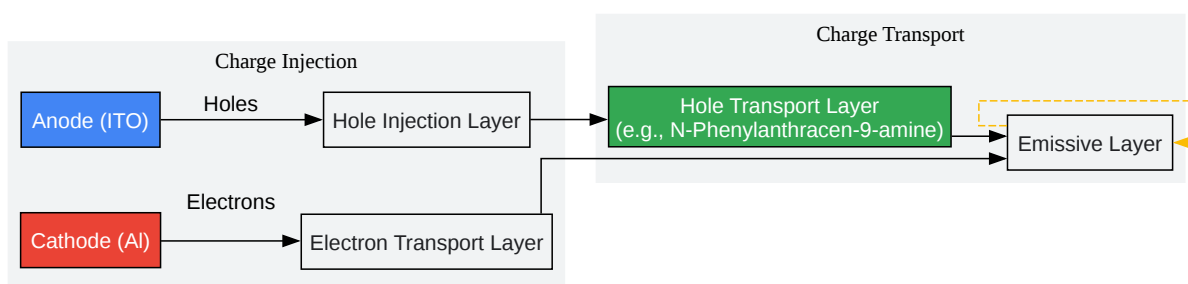 Charge Injection
Anode (ITO)
Holes
Hole Injection Layer
Cathode (Al)
Electrons
Electron Transport Layer
Charge Transport
Hole Transport Layer
(e.g., N-Phenylanthracen-9-amine)
Emissive Layer